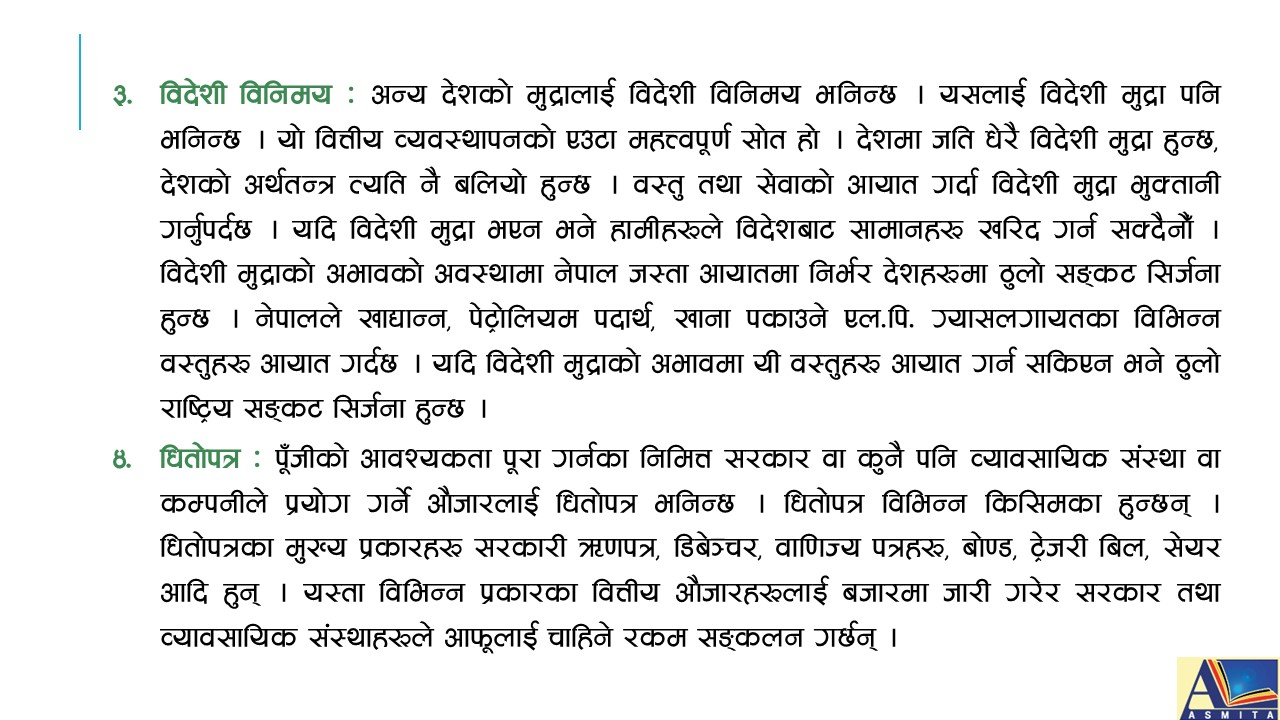 ३. विदेशी विनिमय : अन्य देशको मुद्रालाई विदेशी विनिमय भनिन्छ । यसलाई विदेशी मुद्रा पनि
भनिन्छ । यो वित्तीय व्यवस्थापनको एउटा महत्त्वपूर्ण सोत हो । देशमा जति धेरै विदेशी मुद्रा हुन्छ,
देशको अर्थतन्त्र त्यति नै बलियो हुन्छ । वस्तु तथा सेवाको आयात गर्दा विदेशी मुद्रा भुक्तानी
गर्नुपर्दछ । यदि विदेशी मुद्रा भएन भने हामीहरूले विदेशबाट सामानहरू खरिद गर्न सक्दैनौँ ।
विदेशी मुद्राको अभावको अवस्थामा नेपाल जस्ता आयातमा निर्भर देशहरूमा ठुलो सङ्कट सिर्जना
हुन्छ । नेपालले खाद्यान्न, पेट्रोलियम पदार्थ, खाना पकाउने एल.पि. ग्यासलगायतका विभिन्न
वस्तुहरू आयात गर्दछ । यदि विदेशी मुद्राको अभावमा यी वस्तुहरू आयात गर्न सकिएन भने ठुलो
राष्ट्रिय सङ्कट सिर्जना हुन्छ ।
४. धितोपत्र : पूँजीको आवश्यकता पूरा गर्नका निमित्त सरकार वा कुनै पनि व्यावसायिक संस्था वा
कम्पनीले प्रयोग गर्ने औजारलाई धितोपत्र भनिन्छ । धितोपत्र विभिन्न किसिमका हुन्छन् ।
धितोपत्रका मुख्य प्रकारहरू सरकारी ऋणपत्र, डिबेञ्चर, वाणिज्य पत्रहरू, बोण्ड, ट्रेजरी बिल, सेयर
आदि हुन् । यस्ता विभिन्न प्रकारका वित्तीय औजारहरूलाई बजारमा जारी गरेर सरकार तथा
व्यावसायिक संस्थाहरूले आफूलाई चाहिने रकम सङ्कलन गर्छन् ।
ASMITA